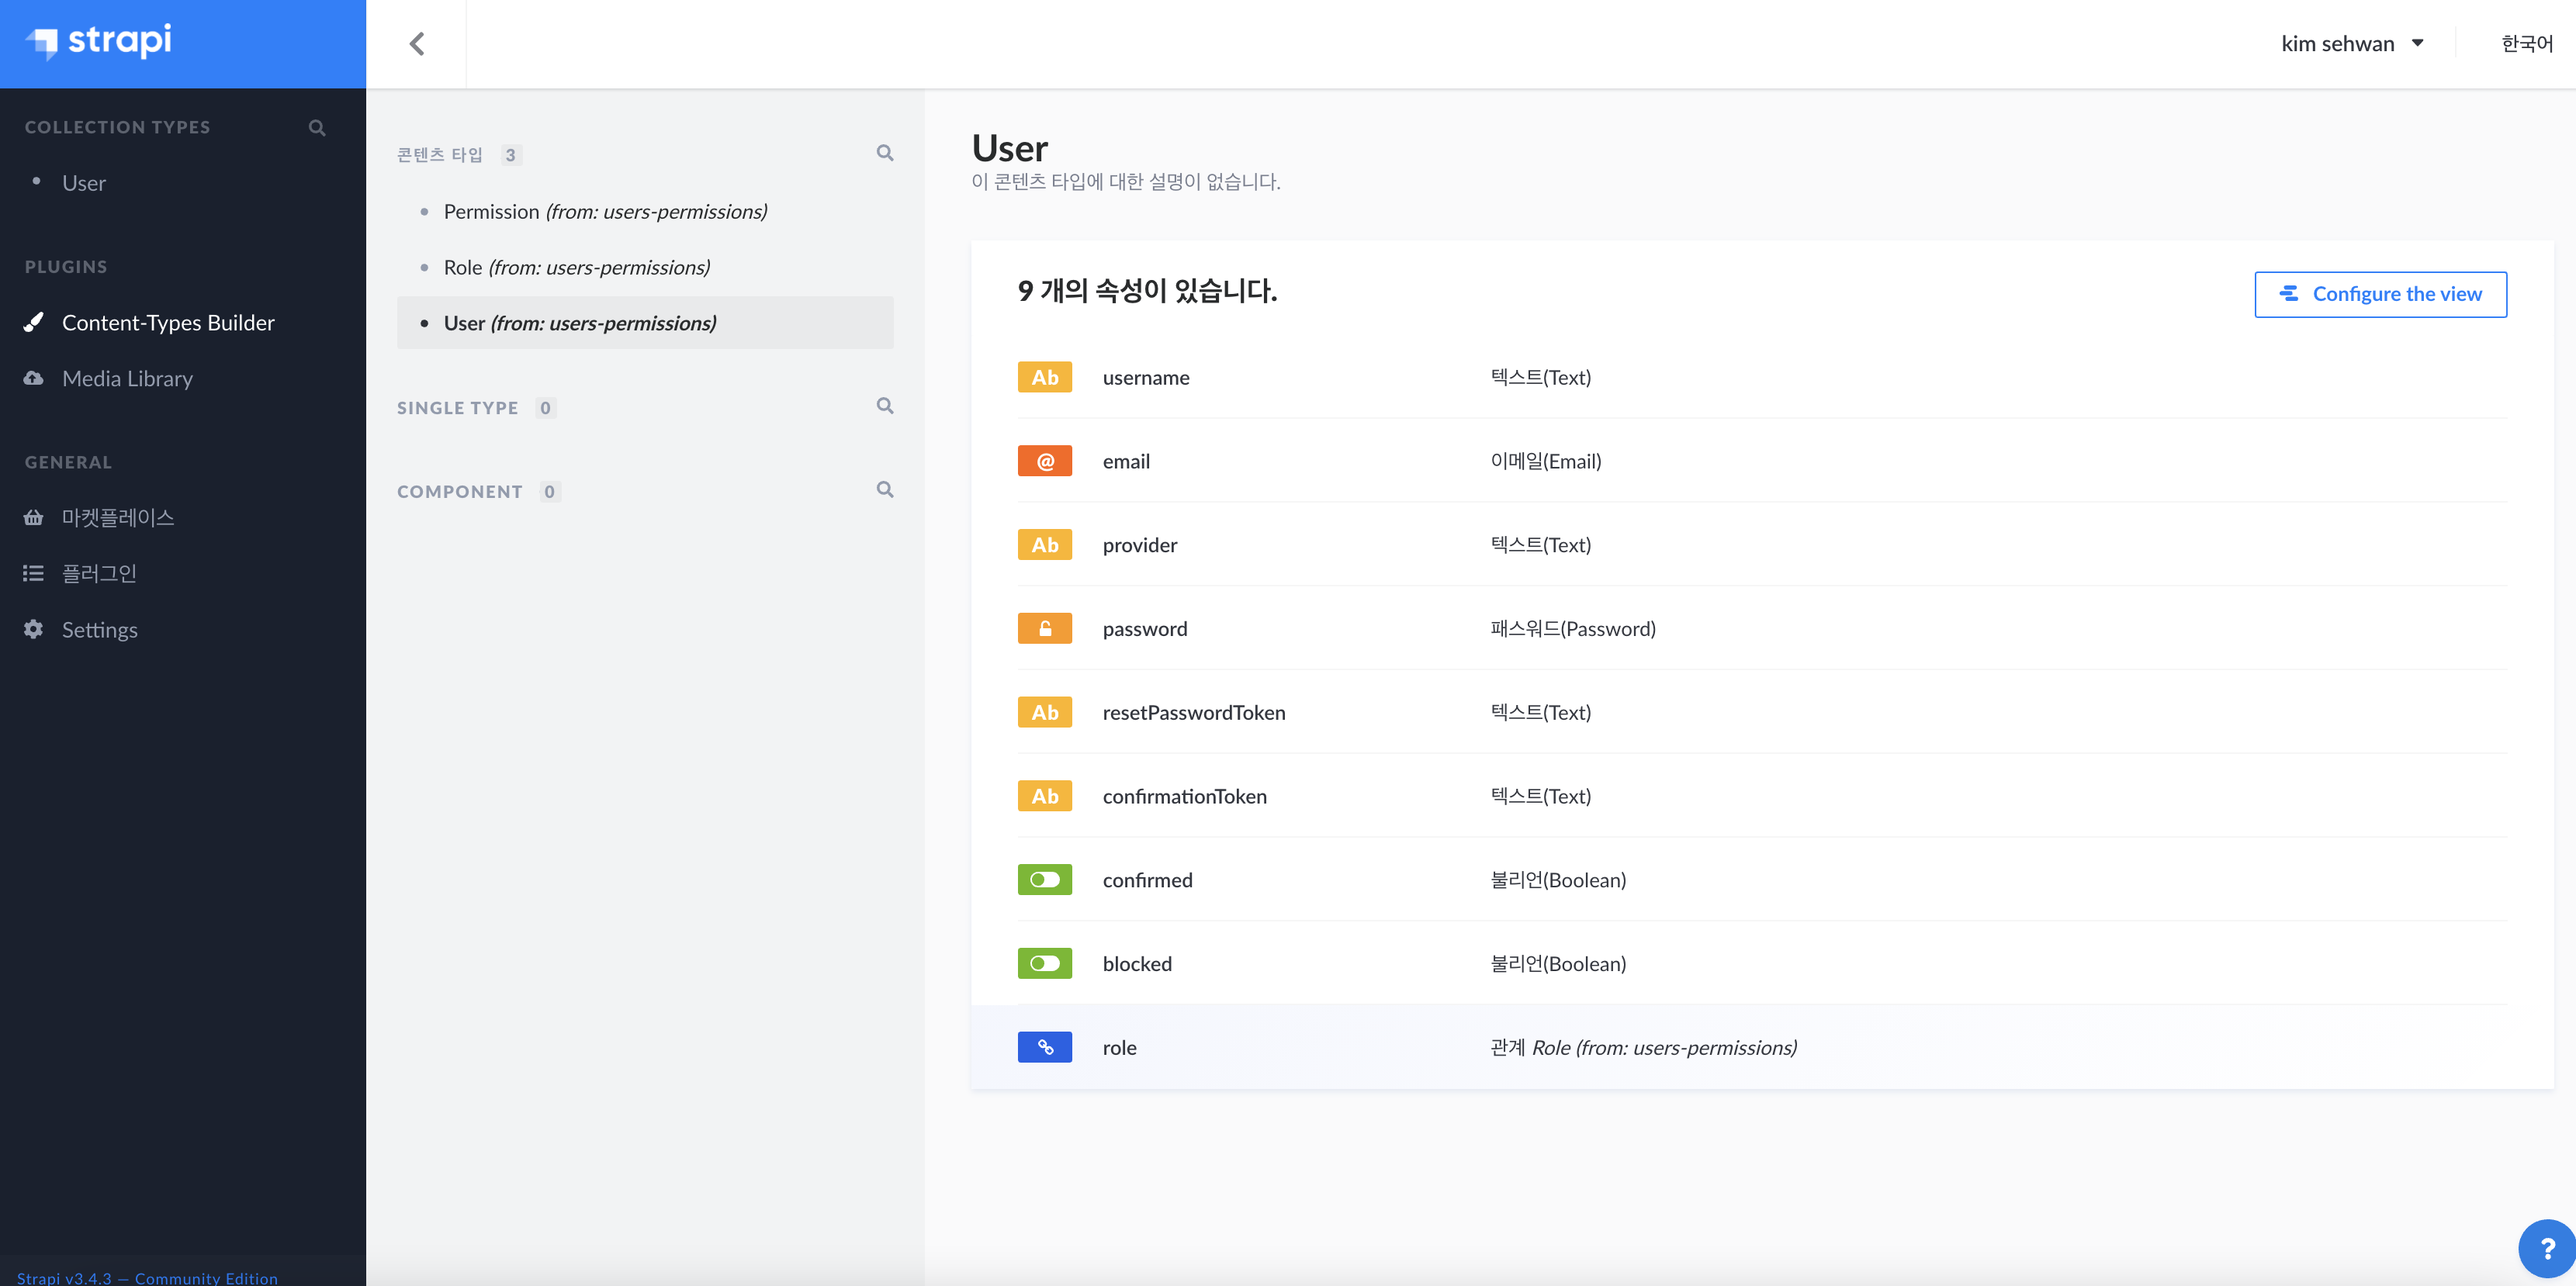 strapi
kim sehwan
한국어
COLLECTION TYPES
User
PLUGINS
Content-Types Builder
Media Library
GENERAL
마켓플레이스
플러그인
Settings
Strapi v3.4.3 — Community Edition
콘텐츠 타입 3
Permission (from: users-permissions)
Role (from: users-permissions)
User (from: users-permissions)
SINGLE TYPE 0
COMPONENT 0
User
이 콘텐츠 타입에 대한 설명이 없습니다.
9 개의 속성이 있습니다.
Configure the view
Ab username 텍스트(Text)
@ email 이메일(Email)
Ab provider 텍스트(Text)
password 패스워드(Password)
Ab resetPasswordToken 텍스트(Text)
Ab confirmationToken 텍스트(Text)
confirmed 불리언(Boolean)
blocked 불리언(Boolean)
role 관계 Role (from: users-permissions)
?